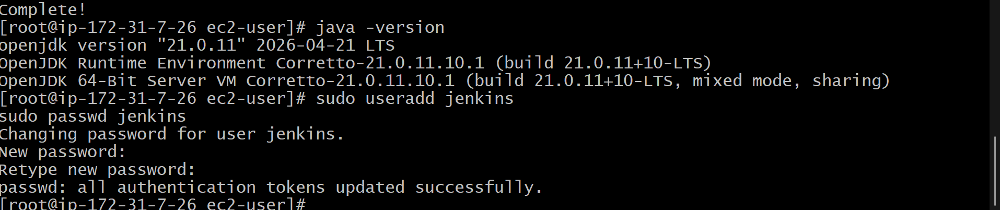 Complete!
[root@ip-172-31-7-26 ec2-user]# java -version
openjdk version "21.0.11" 2026-04-21 LTS
OpenJDK Runtime Environment Corretto-21.0.11.10.1 (build 21.0.11+10-LTS)
OpenJDK 64-Bit Server VM Corretto-21.0.11.10.1 (build 21.0.11+10-LTS, mixed mode, sharing)
[root@ip-172-31-7-26 ec2-user]# sudo useradd jenkins
sudo passwd jenkins
Changing password for user jenkins.
New password:
Retype new password:
passwd: all authentication tokens updated successfully.
[root@ip-172-31-7-26 ec2-user]#